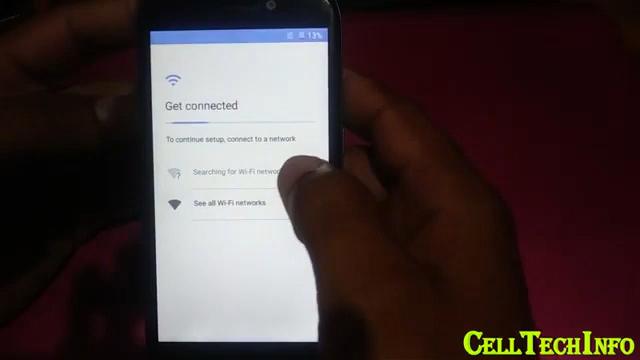 13%
Get connected
To continue setup, connect to a network
Searching for Wi-Fi
See all Wi-Fi networks
CellTechInfo